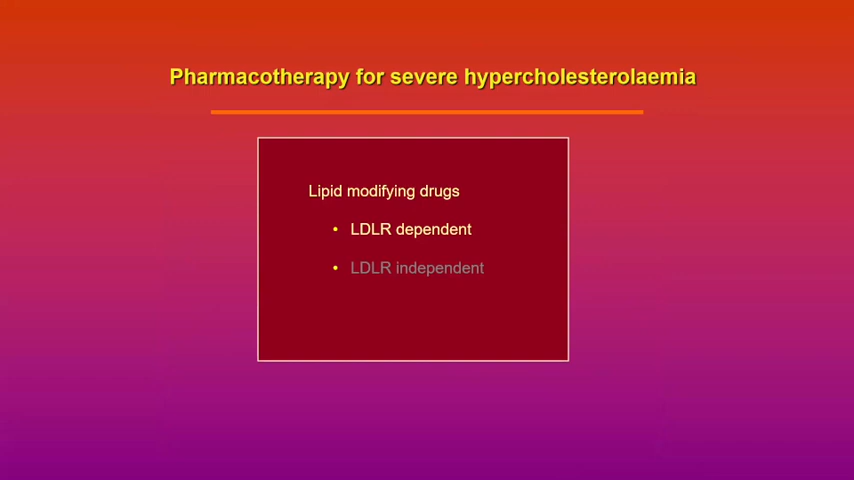 Pharmacotherapy for severe hypercholesterolaemia
Lipid modifying drugs
• LDLR dependent
• LDLR independent